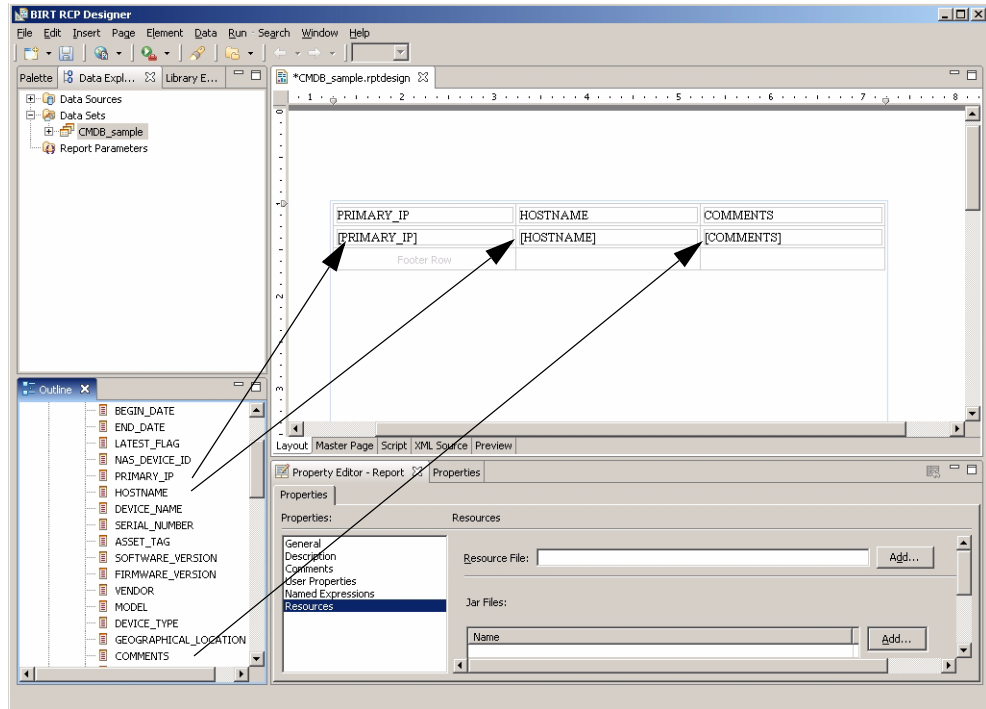 BIRT RCP Designer
File Edit Insert Page Element Data Run Search Window Help
Palette Data Expl... Library E...
Data Sources
Data Sets
CMDB_sample
Report Parameters
*CMDB_sample.rptdesign
1 2 3 4 5 6 7 8
0
2
3
PRIMARY_IP HOSTNAME COMMENTS
[PRIMARY_IP] [HOSTNAME] [COMMENTS]
Footer Row
Layout Master Page Script XML Source Preview
Outline
BEGIN_DATE
END_DATE
LATEST_FLAG
NAS_DEVICE_ID
PRIMARY_IP
HOSTNAME
DEVICE_NAME
SERIAL_NUMBER
ASSET_TAG
SOFTWARE_VERSION
FIRMWARE_VERSION
VENDOR
MODEL
DEVICE_TYPE
GEOGRAPHICAL_LOCATION
COMMENTS
Property Editor - Report Properties
Properties
Properties: Resources
General
Description
Comments
User Properties
Named Expressions
Resources
Resource File: Add...
Jar Files:
Name
Add...